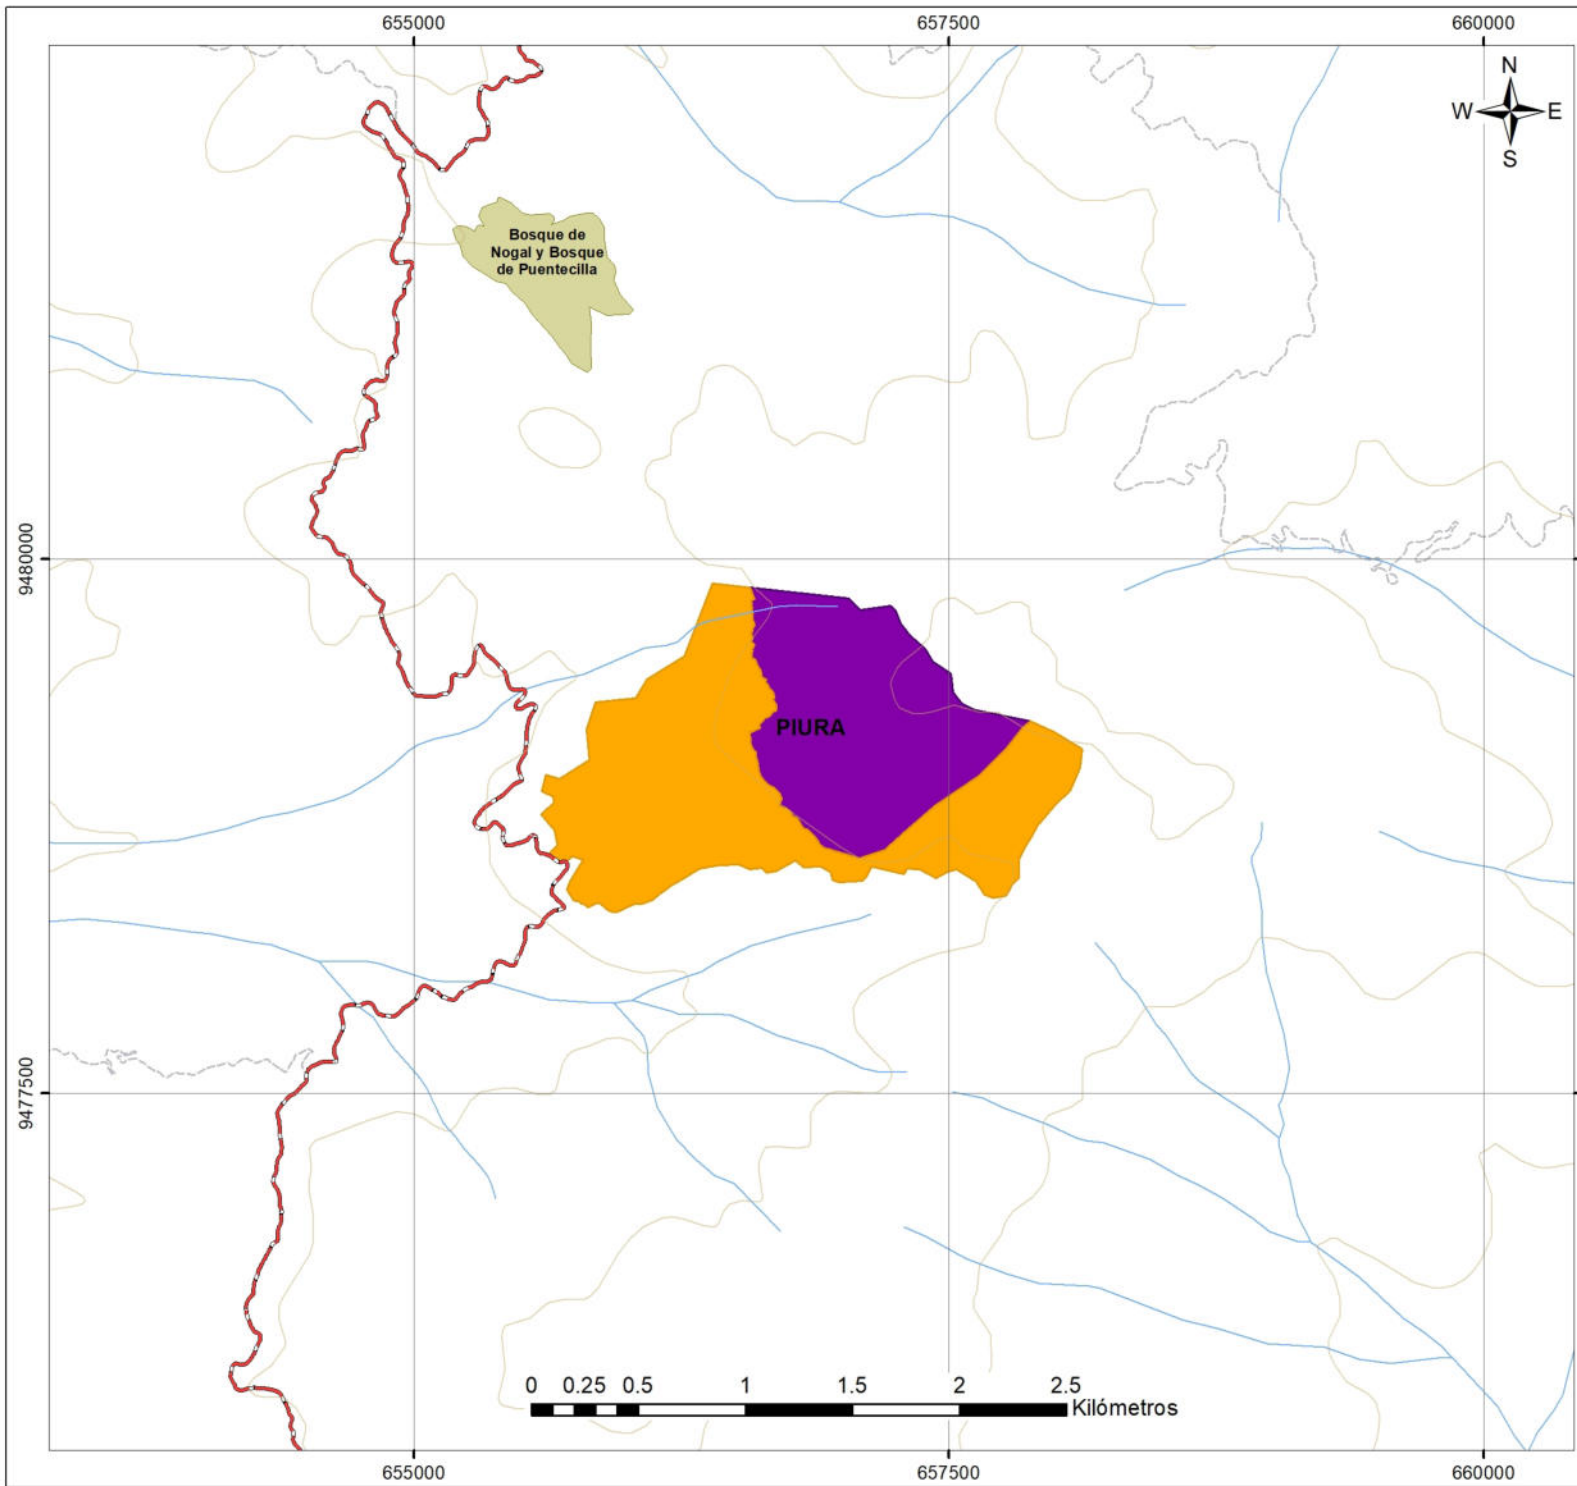 655000
657500
660000
N
W
E
S
Bosque de
Nogal y Bosque
de Puentecilla
9480000
PIURA
9477500
0 0.25 0.5 1 1.5 2 2.5
Kilómetros
655000
657500
660000